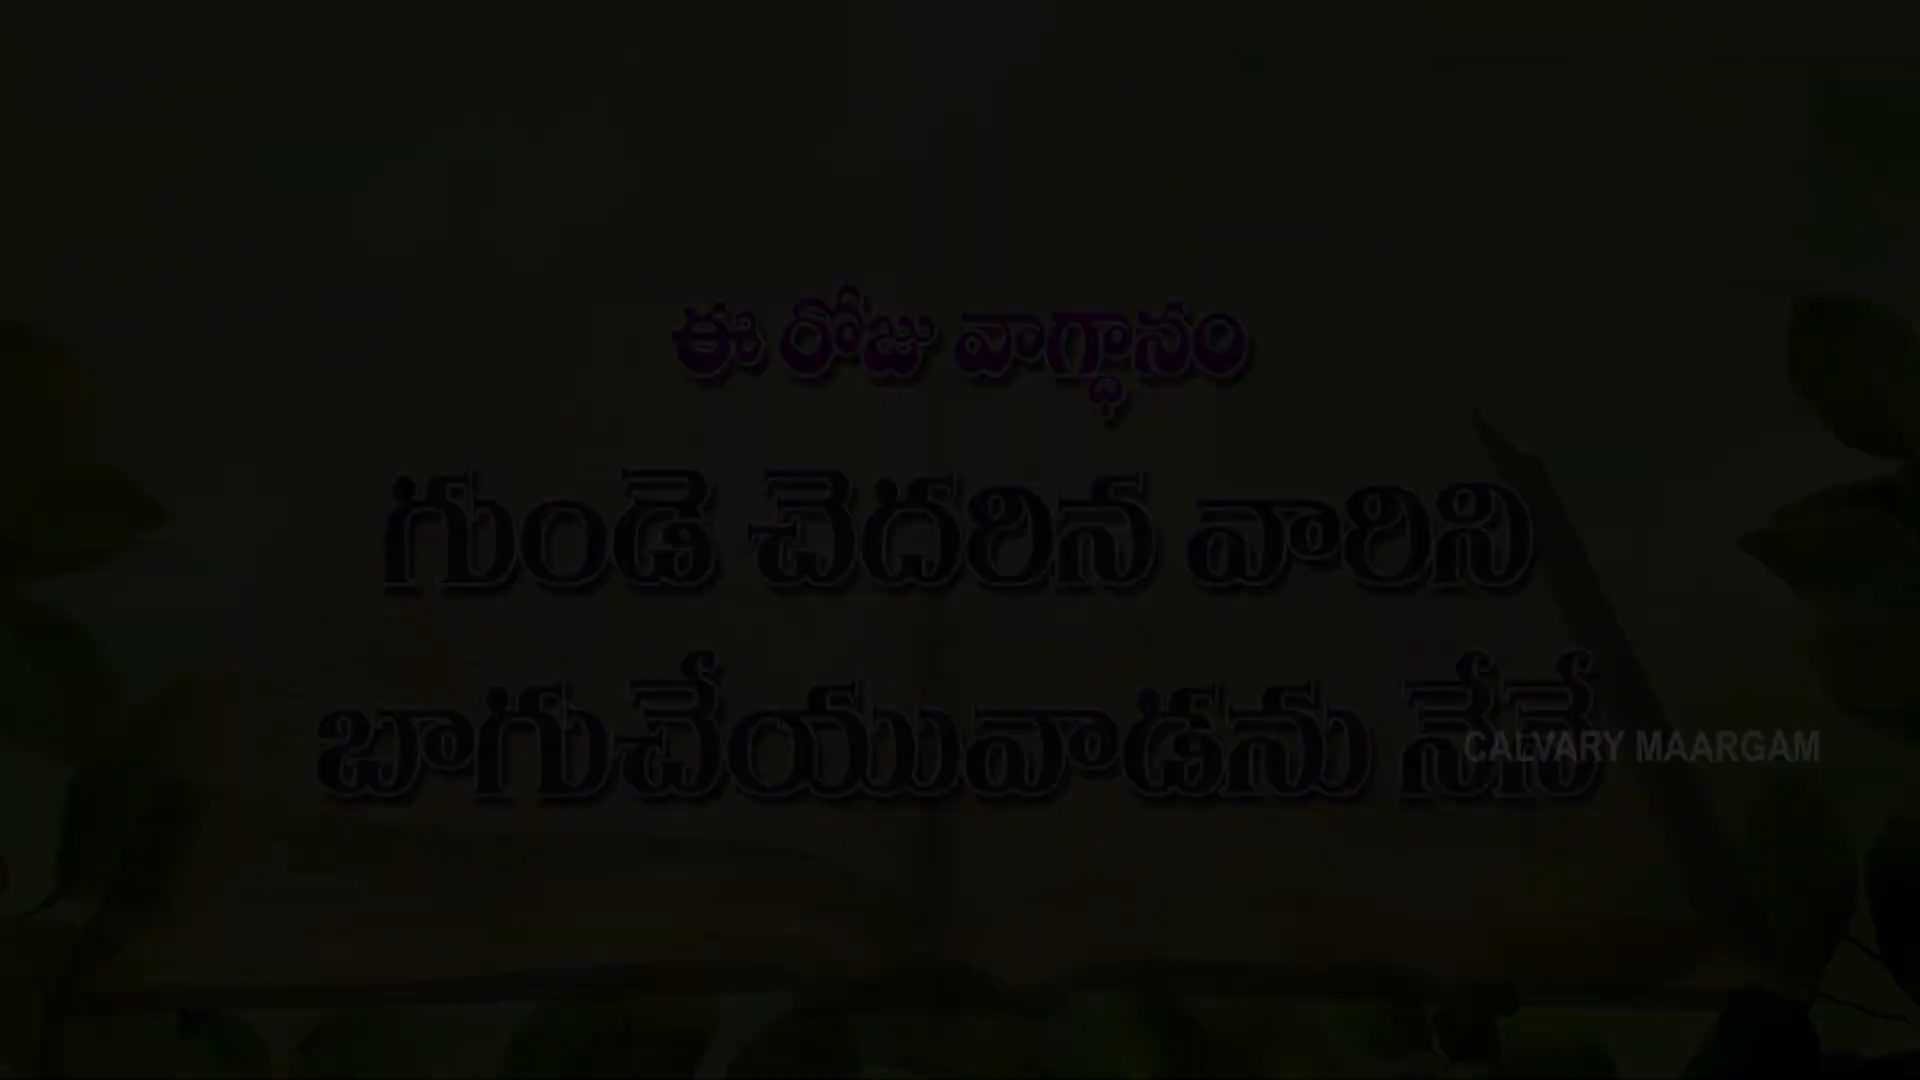 ఈ రోజు వాగ్ధానం
గుండె చెదరిన వారిని
బాగుచేయువాడను నేనే
CALVARY MAARGAM